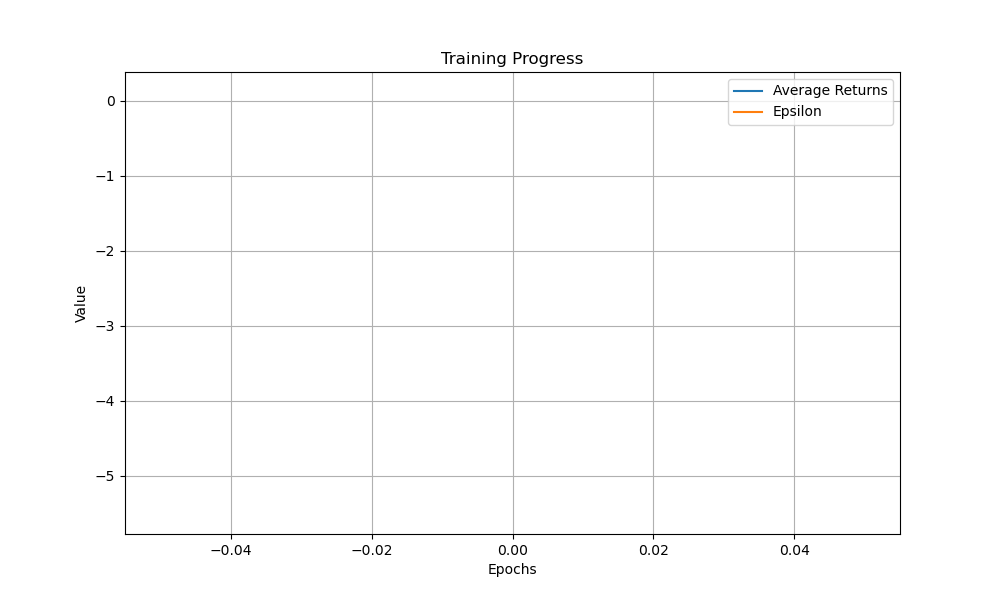 Training Progress
Average Returns
Epsilon
0
−1
−2
−3
−4
−5
Value
−0.04
−0.02
0.00
0.02
0.04
Epochs